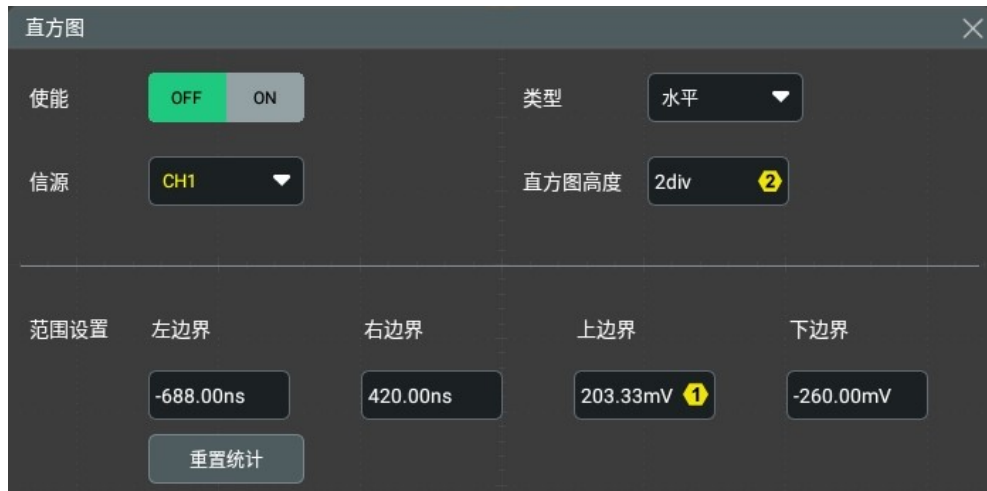 直方图
使能 OFF ON 类型 水平
信源 CH1 直方图高度 2div 2
范围设置 左边界 右边界 上边界 下边界
-688.00ns 420.00ns 203.33mV 1 -260.00mV
重置统计